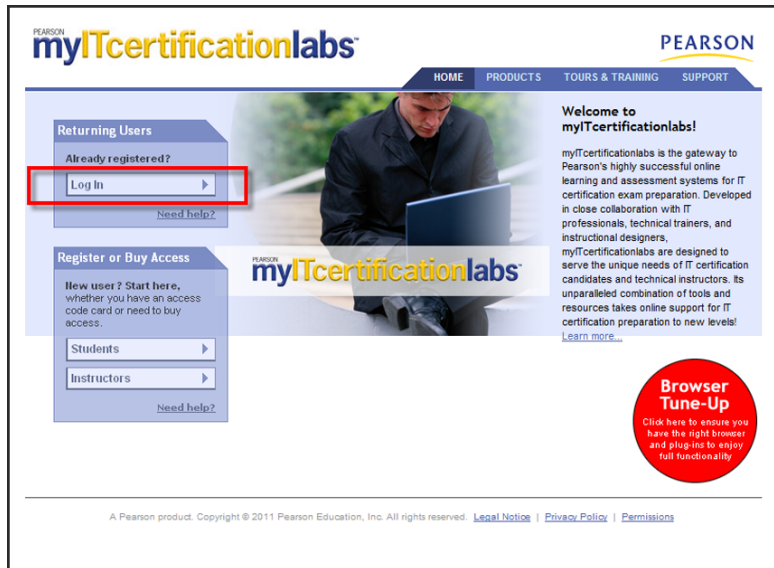 PEARSON
myITcertificationlabs
PEARSON
HOME PRODUCTS TOURS & TRAINING SUPPORT
Returning Users
Already registered?
Log In
Need help?
Register or Buy Access
New user? Start here,
whether you have an access
code card or need to buy
access.
Students
Instructors
Need help?
PEARSON
myITcertificationlabs
Welcome to
myITcertificationlabs!
myITcertificationlabs is the gateway to
Pearson's highly successful online
learning and assessment systems for IT
certification exam preparation. Developed
in close collaboration with IT
professionals, technical trainers, and
instructional designers,
myITcertificationlabs are designed to
serve the unique needs of IT certification
candidates and technical instructors. Its
unparalleled combination of tools and
resources takes online support for IT
certification preparation to new levels!
Learn more...
Browser
Tune-Up
Click here to ensure you
have the right browser
and plug-ins to enjoy
full functionality
A Pearson product. Copyright © 2011 Pearson Education, Inc. All rights reserved. Legal Notice | Privacy Policy | Permissions